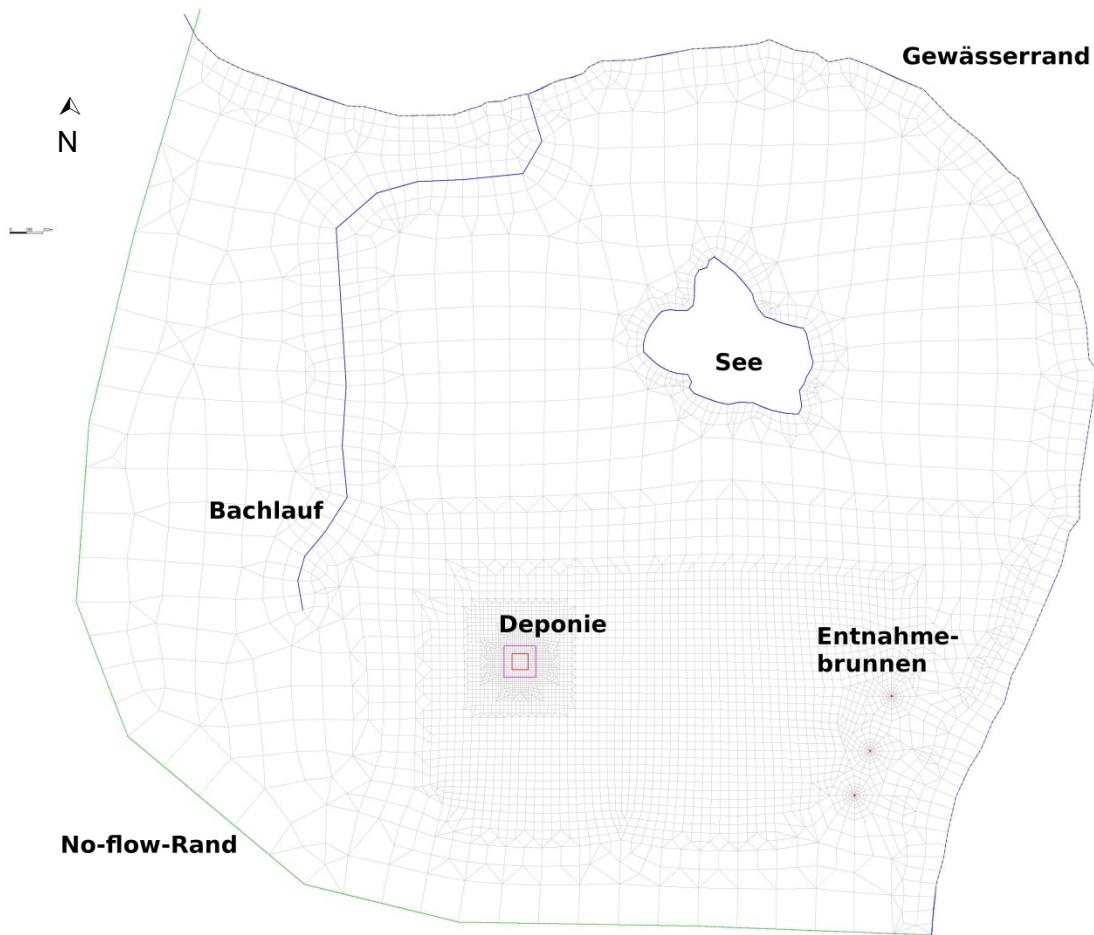 Gewässerrand
N
See
Bachlauf
Deponie
Entnahme-
brunnen
No-flow-Rand